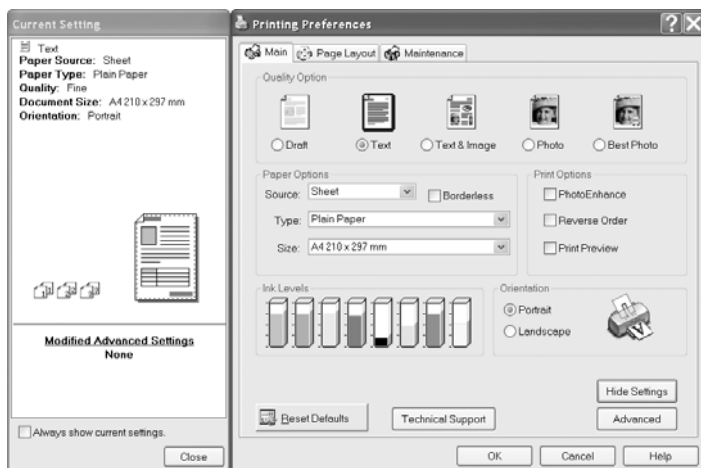 Current Setting
Text
Paper Source: Sheet
Paper Type: Plain Paper
Quality: Fine
Document Size: A4 210 x 297 mm
Orientation: Portrait
Modified Advanced Settings
None
Always show current settings.
Close
Printing Preferences
Main
Page Layout
Maintenance
Quality Option
Draft
Text
Text & Image
Photo
Best Photo
Paper Options
Source: Sheet
Borderless
Type: Plain Paper
Size: A4 210 x 297 mm
Print Options
PhotoEnhance
Reverse Order
Print Preview
Ink Levels
Orientation
Portrait
Landscape
Hide Settings
Reset Defaults
Technical Support
Advanced
OK
Cancel
Help